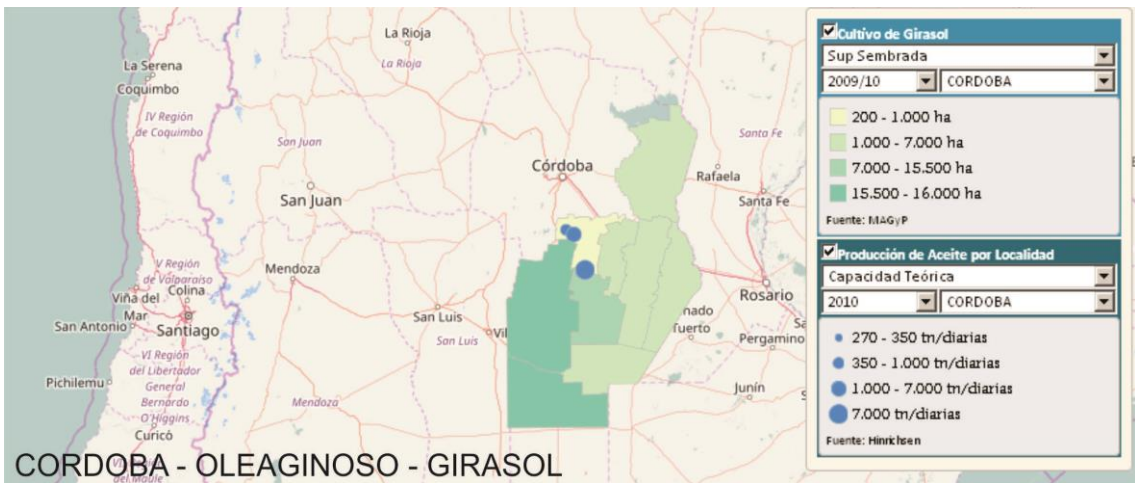 La Rioja
La Rioja
La Serena
Coquimbo
IV Región
de Coquimbo
San Juan
Santa Fe
Córdoba
Rafaela
San Juan
Santa Fe
V Región
de Valparaíso
Mendoza
Viña del
Mar
Colina
San Luis
Rosario
San Antonio
Santiago
San Luis
Vil
nado
Tuerto
Pergamino
VI Región
del Libertador
General
Bernardo
O'Higgins
Pichilemu
Mendoza
Junín
Curicó
del Maule
CORDOBA - OLEAGINOSO - GIRASOL
Cultivo de Girasol
Sup Sembrada
2009/10 CORDOBA
200 - 1.000 ha
1.000 - 7.000 ha
7.000 - 15.500 ha
15.500 - 16.000 ha
Fuente: MAGyP
Producción de Aceite por Localidad
Capacidad Teórica
2010 CORDOBA
270 - 350 tn/diarias
350 - 1.000 tn/diarias
1.000 - 7.000 tn/diarias
7.000 tn/diarias
Fuente: Hinrichsen